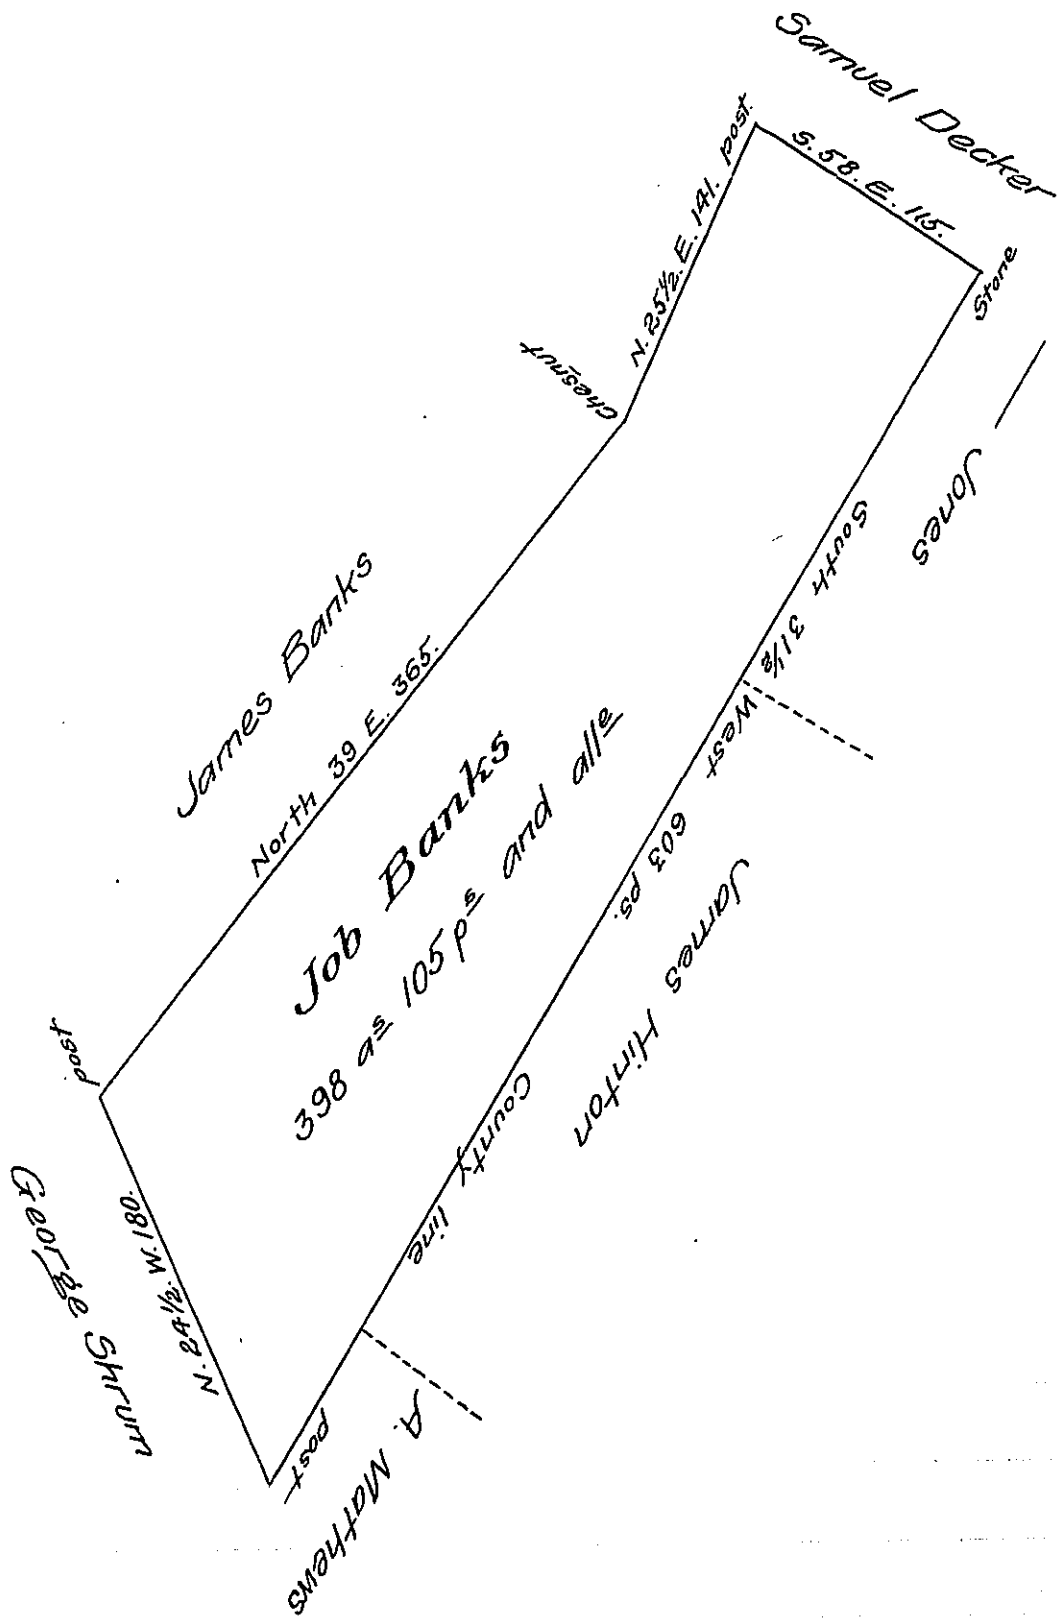 Samuel Decker
post.
S. 58. E. 115.
N. 25½. E. 141.
Stone
Chesnut
Jones
James Banks
North 39 E. 365.
South 31½ West 603 ps. County line
Job Banks
398 as 105 ps and alle
James Hinton
post
George Shrum
N. 24½. W. 180.
post
A. Matthews